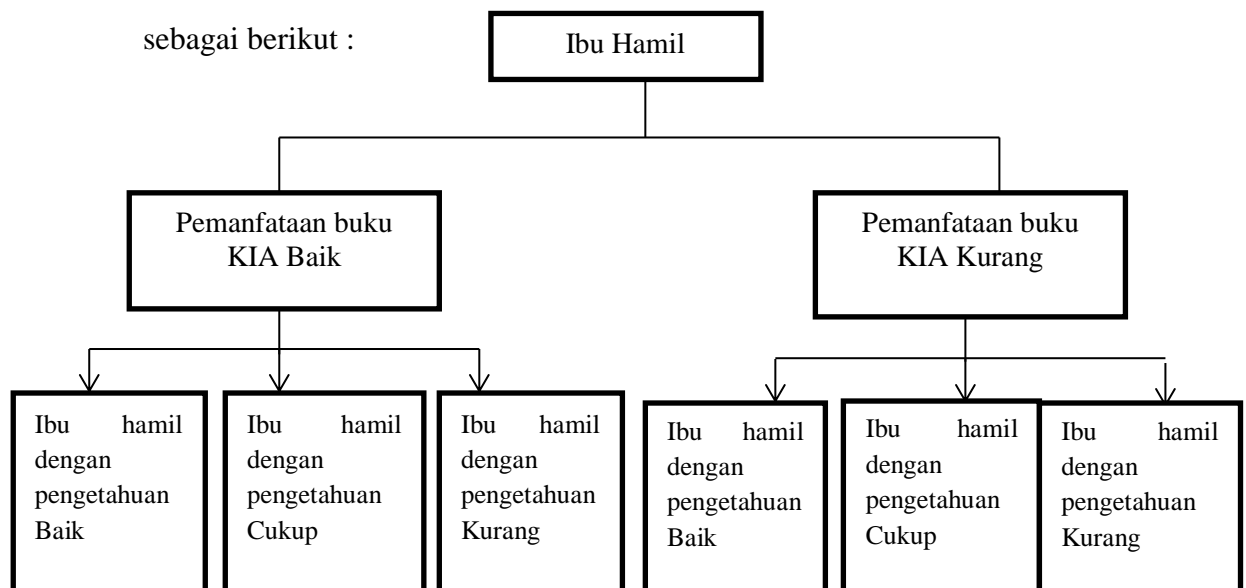 sebagai berikut :
Ibu Hamil
Pemanfataan buku
KIA Baik
Pemanfataan buku
KIA Kurang
Ibu hamil
dengan
pengetahuan
Baik
Ibu hamil
dengan
pengetahuan
Cukup
Ibu hamil
dengan
pengetahuan
Kurang
Ibu hamil
dengan
pengetahuan
Baik
Ibu hamil
dengan
pengetahuan
Cukup
Ibu hamil
dengan
pengetahuan
Kurang